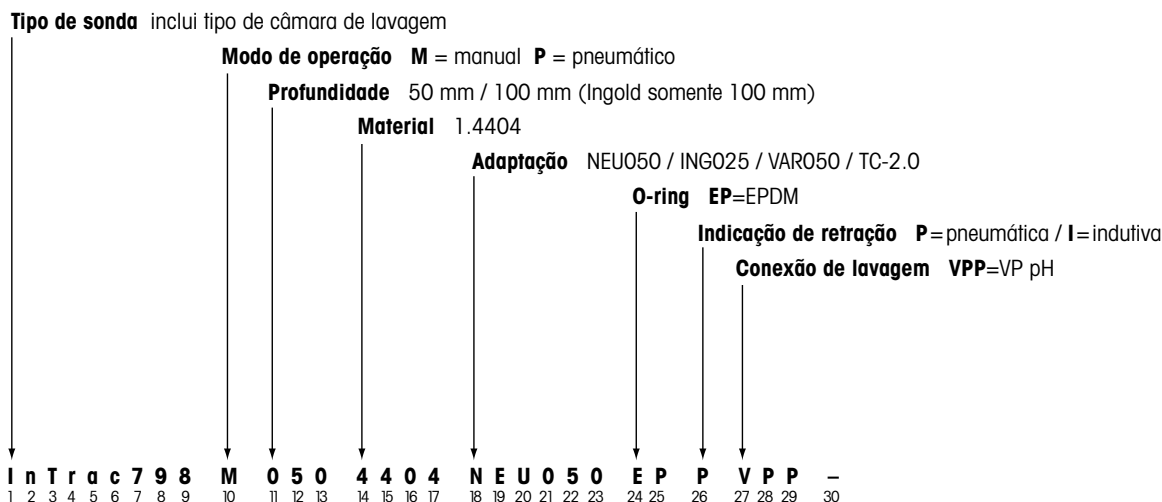 Tipo de sonda inclui tipo de câmara de lavagem
Modo de operação M = manual P = pneumático
Profundidade 50 mm / 100 mm (Ingold somente 100 mm)
Material 1.4404
Adaptação NEU050 / ING025 / VAR050 / TC-2.0
O-ring EP=EPDM
Indicação de retração P=pneumática / I=indutiva
Conexão de lavagem VPP=VP pH
I n T r a c 7 9 8 M 0 5 0 4 4 0 4 N E U 0 5 0 E P P V P P –
1 2 3 4 5 6 7 8 9 10 11 12 13 14 15 16 17 18 19 20 21 22 23 24 25 26 27 28 29 30